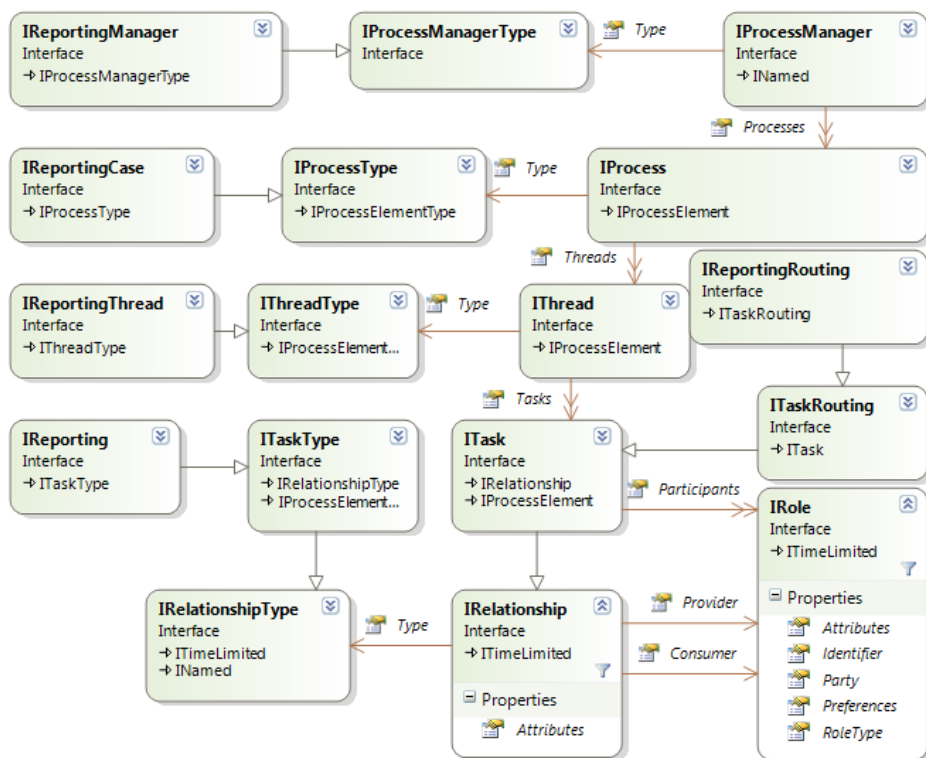 IReportingManager
Interface
IProcessManagerType
IProcessManagerType
Interface
Type
IProcessManager
Interface
INamed
Processes
IReportingCase
Interface
IProcessType
IProcessType
Interface
IProcessElementType
Type
IProcess
Interface
IProcessElement
Threads
IReportingRouting
Interface
ITaskRouting
IReportingThread
Interface
IThreadType
IThreadType
Interface
IProcessElement...
Type
IThread
Interface
IProcessElement
Tasks
ITaskRouting
Interface
ITask
IReporting
Interface
ITaskType
ITaskType
Interface
IRelationshipType
IProcessElement...
ITask
Interface
IRelationship
IProcessElement
Participants
IRole
Interface
ITimeLimited
Properties
Attributes
Identifier
Party
Preferences
RoleType
IRelationshipType
Interface
ITimeLimited
INamed
Type
IRelationship
Interface
ITimeLimited
Properties
Attributes
Provider
Consumer